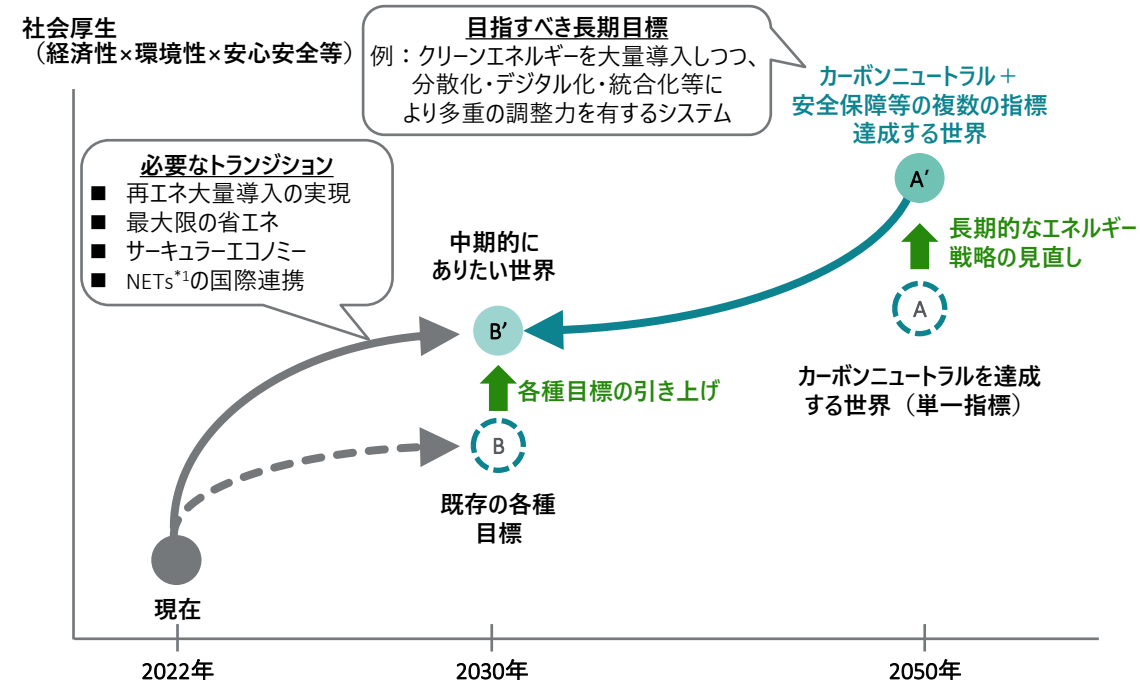 社会厚生
（経済性×環境性×安心安全等）
目指すべき長期目標
例：クリーンエネルギーを大量導入しつつ、
分散化・デジタル化・統合化等に
より多重の調整力を有するシステム
カーボンニュートラル＋
安全保障等の複数の指標
達成する世界
必要なトランジション
■ 再エネ大量導入の実現
■ 最大限の省エネ
■ サーキュラーエコノミー
■ NETs*1の国際連携
中期的に
ありたい世界
A’
長期的なエネルギー
戦略の見直し
A
B’
カーボンニュートラルを達成
する世界（単一指標）
各種目標の引き上げ
B
既存の各種
目標
現在
2022年
2030年
2050年